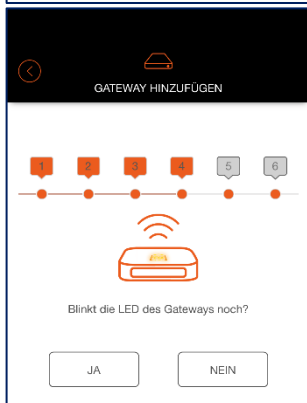 GATEWAY HINZUFÜGEN
1 2 3 4 5 6
Blinkt die LED des Gateways noch?
JA NEIN